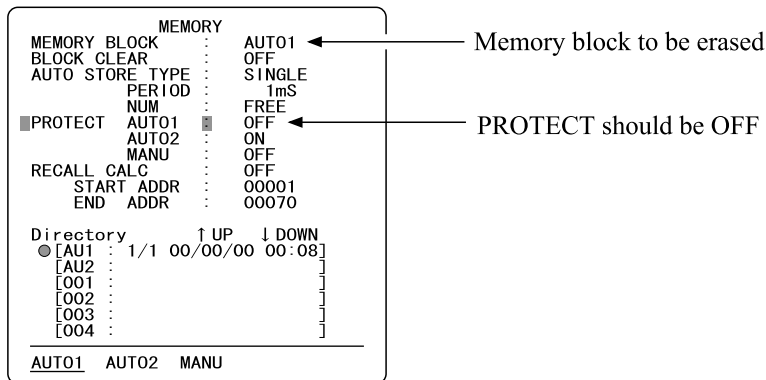 MEMORY
MEMORY BLOCK : AUTO1
BLOCK CLEAR : OFF
AUTO STORE TYPE : SINGLE
PERIOD : 1mS
NUM : FREE
PROTECT AUTO1 : OFF
AUTO2 : ON
MANU : OFF
RECALL CALC : OFF
START ADDR : 00001
END ADDR : 00070
Directory ↑UP ↓DOWN
[AU1 : 1/1 00/00/00 00:08]
[AU2 : ]
[001 : ]
[002 : ]
[003 : ]
[004 : ]
AUTO1 AUTO2 MANU
Memory block to be erased
PROTECT should be OFF